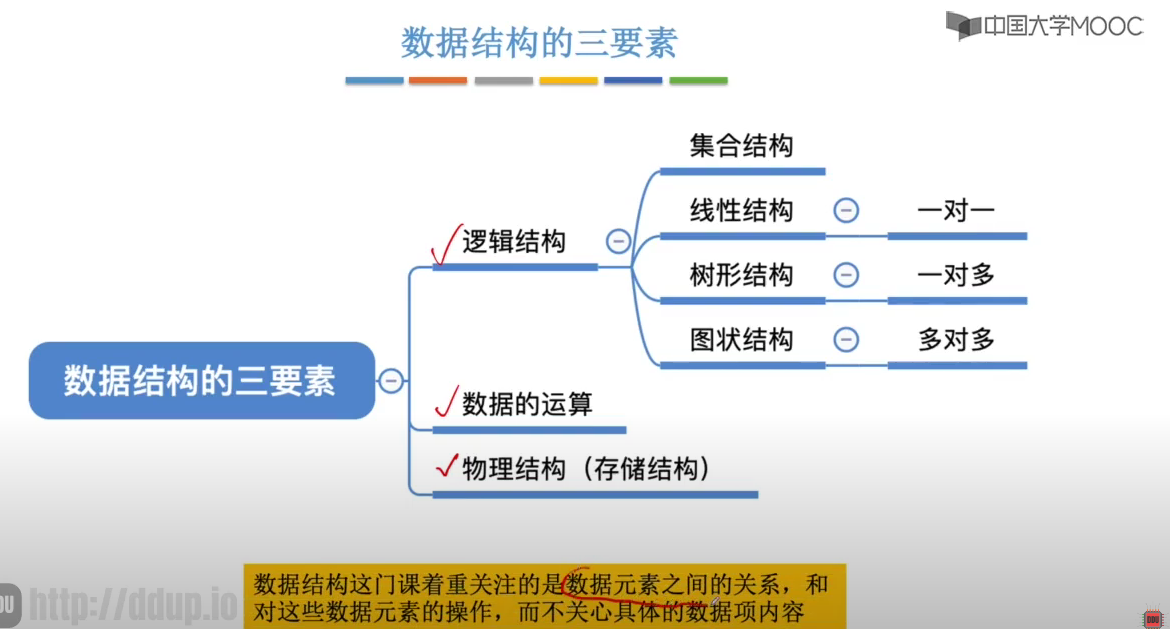 中国大学MOOC
数据结构的三要素
集合结构
线性结构
一对一
逻辑结构
树形结构
一对多
图状结构
多对多
数据结构的三要素
数据的运算
物理结构（存储结构）
数据结构这门课着重关注的是数据元素之间的关系，和
对这些数据元素的操作，而不关心具体的数据项内容
DU http://ddup.io
DDU